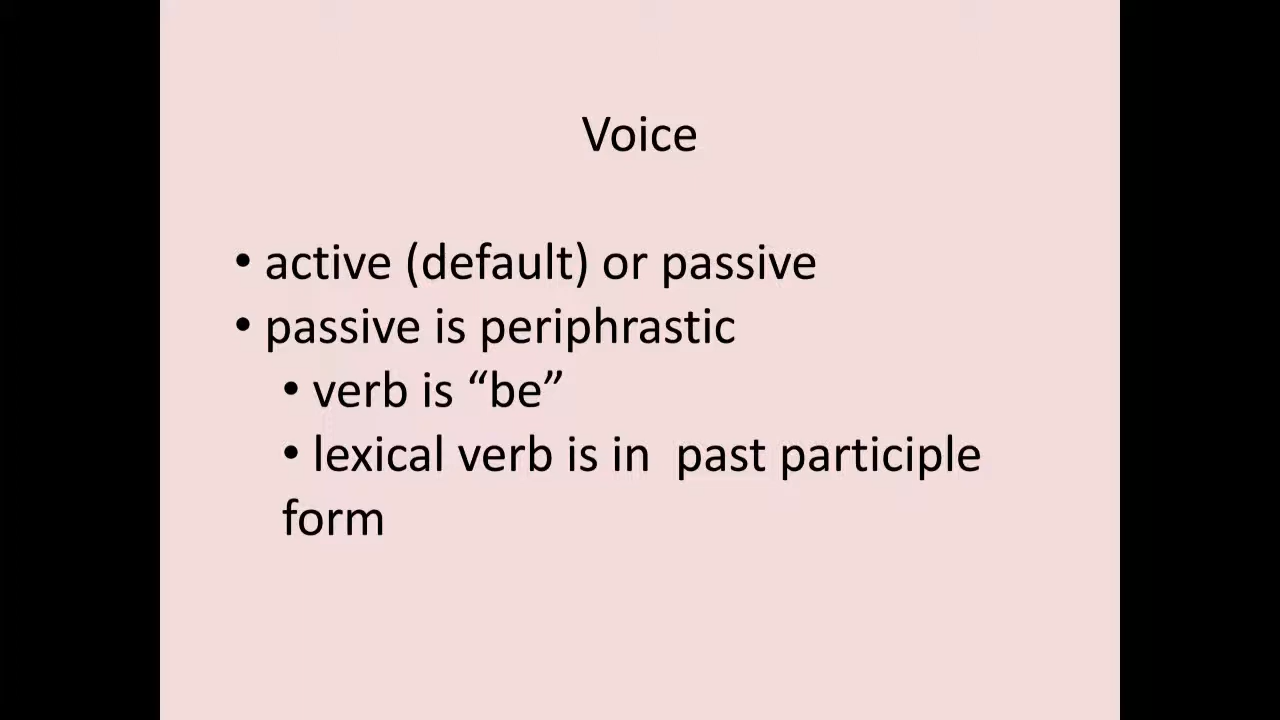 Voice
• active (default) or passive
• passive is periphrastic
• verb is “be”
• lexical verb is in  past participle
form